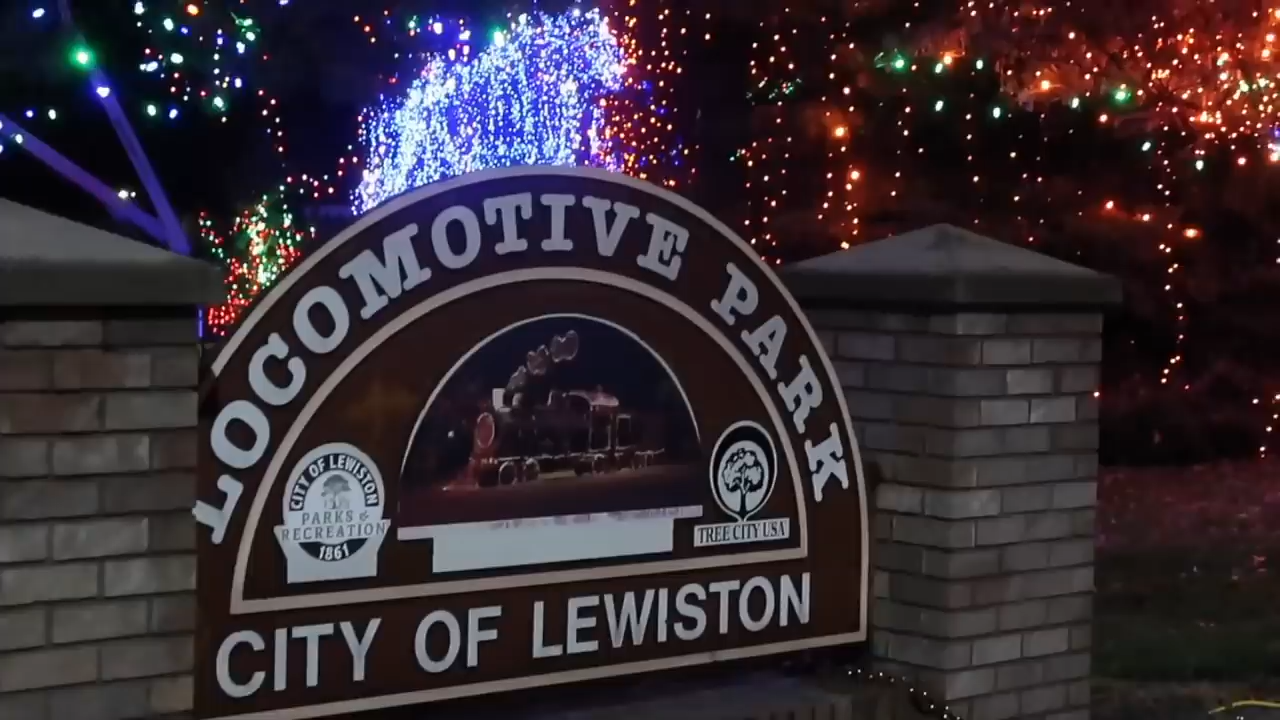 LOCOMOTIVE PARK
CITY OF LEWISTON
PARKS &
RECREATION
1861
TREE CITY USA
CITY OF LEWISTON